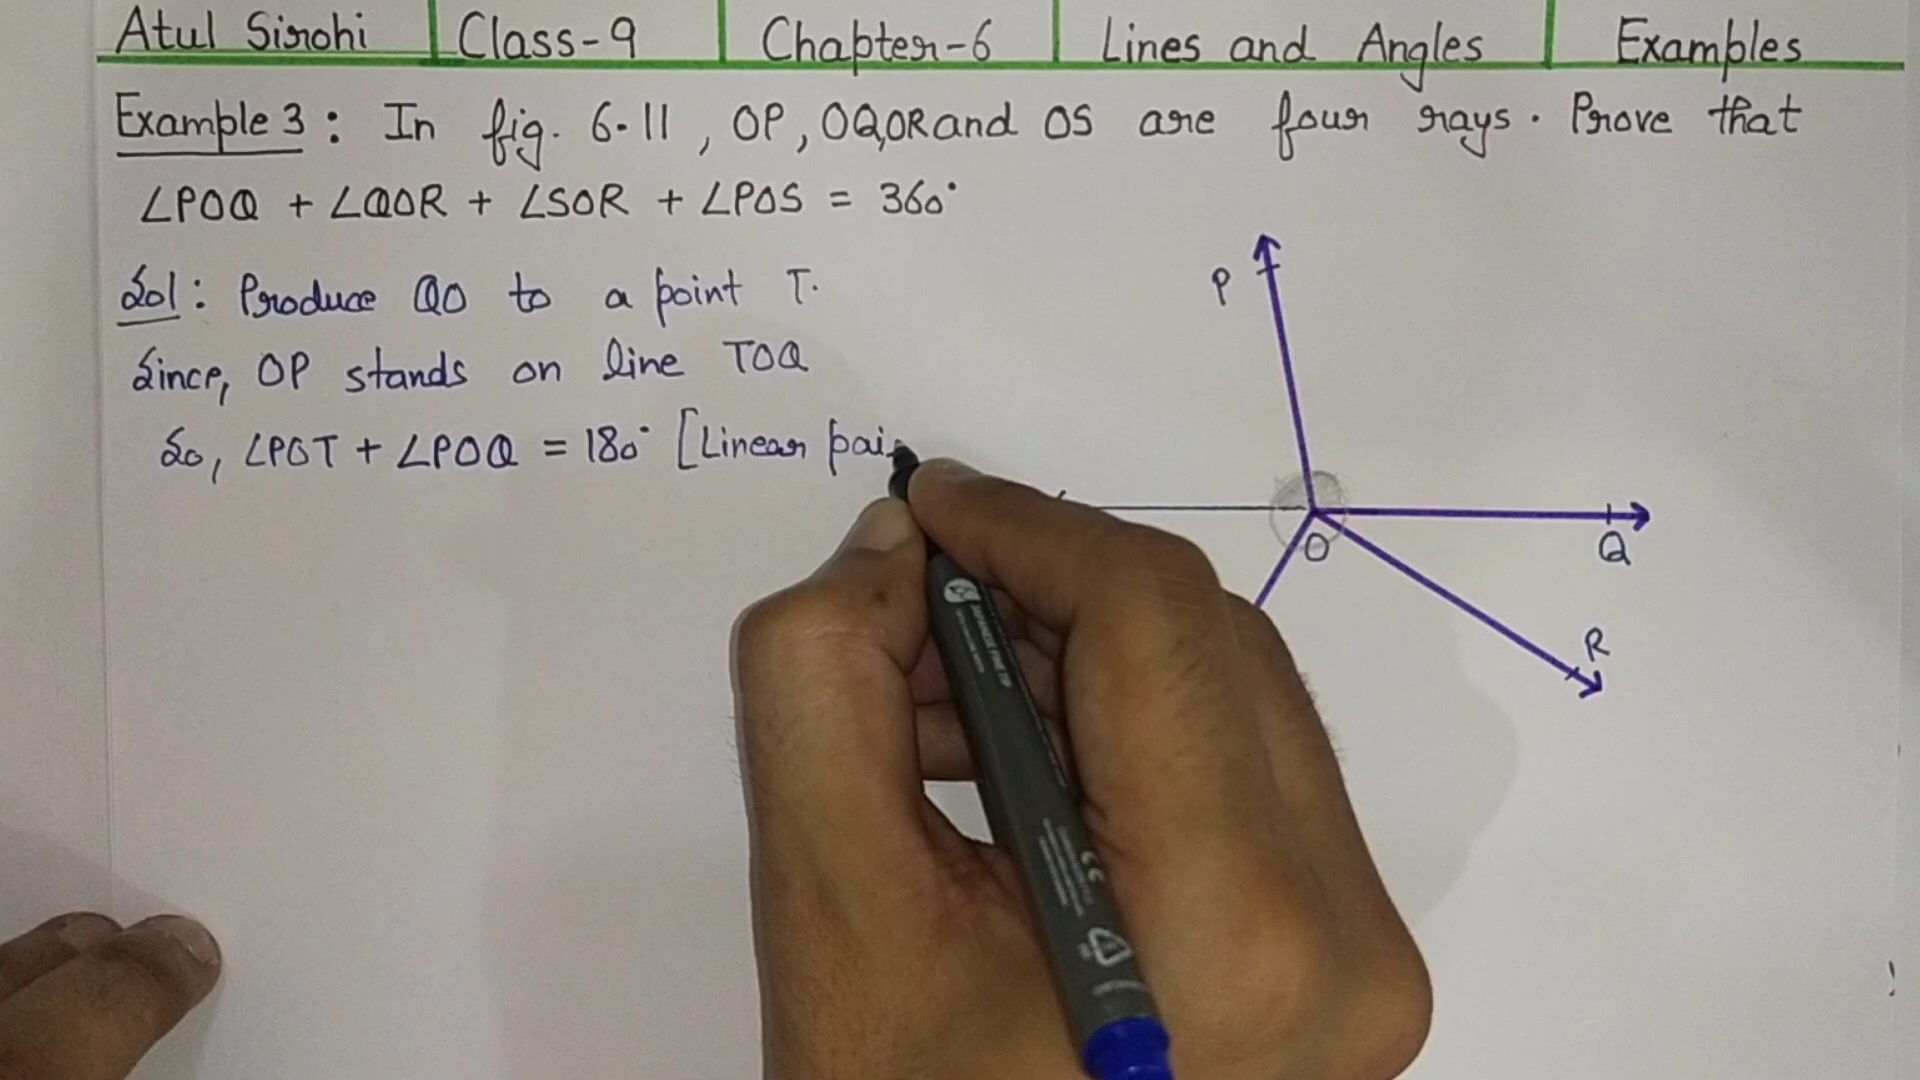 Atul Sirohi Class-9 Chapter-6 Lines and Angles Examples
Example 3: In fig. 6.11, OP, OQ, OR and OS are four rays. Prove that
∠POQ + ∠QOR + ∠SOR + ∠POS = 360°
Sol: Produce QO to a point T.
Since, OP stands on line TOQ
So, ∠POT + ∠POQ = 180° [Linear pai
P
O
Q
R